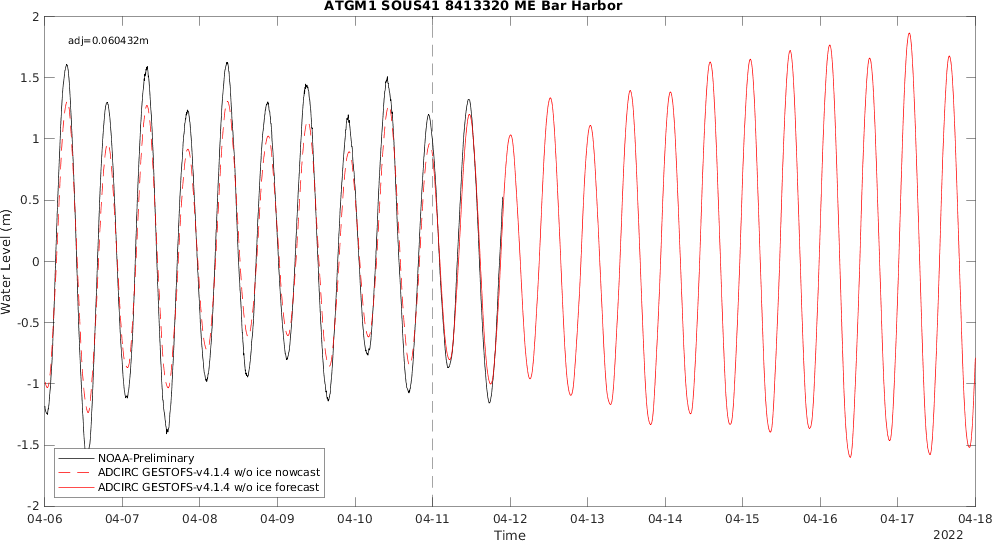 ATGM1 SOUS41 8413320 ME Bar Harbor
adj=0.060432m
2
1.5
1
0.5
0
-0.5
-1
-1.5
-2
Water Level (m)
NOAA-Preliminary
ADCIRC GESTOFS-v4.1.4 w/o ice nowcast
ADCIRC GESTOFS-v4.1.4 w/o ice forecast
04-06 04-07 04-08 04-09 04-10 04-11 04-12 04-13 04-14 04-15 04-16 04-17 04-18
Time
2022